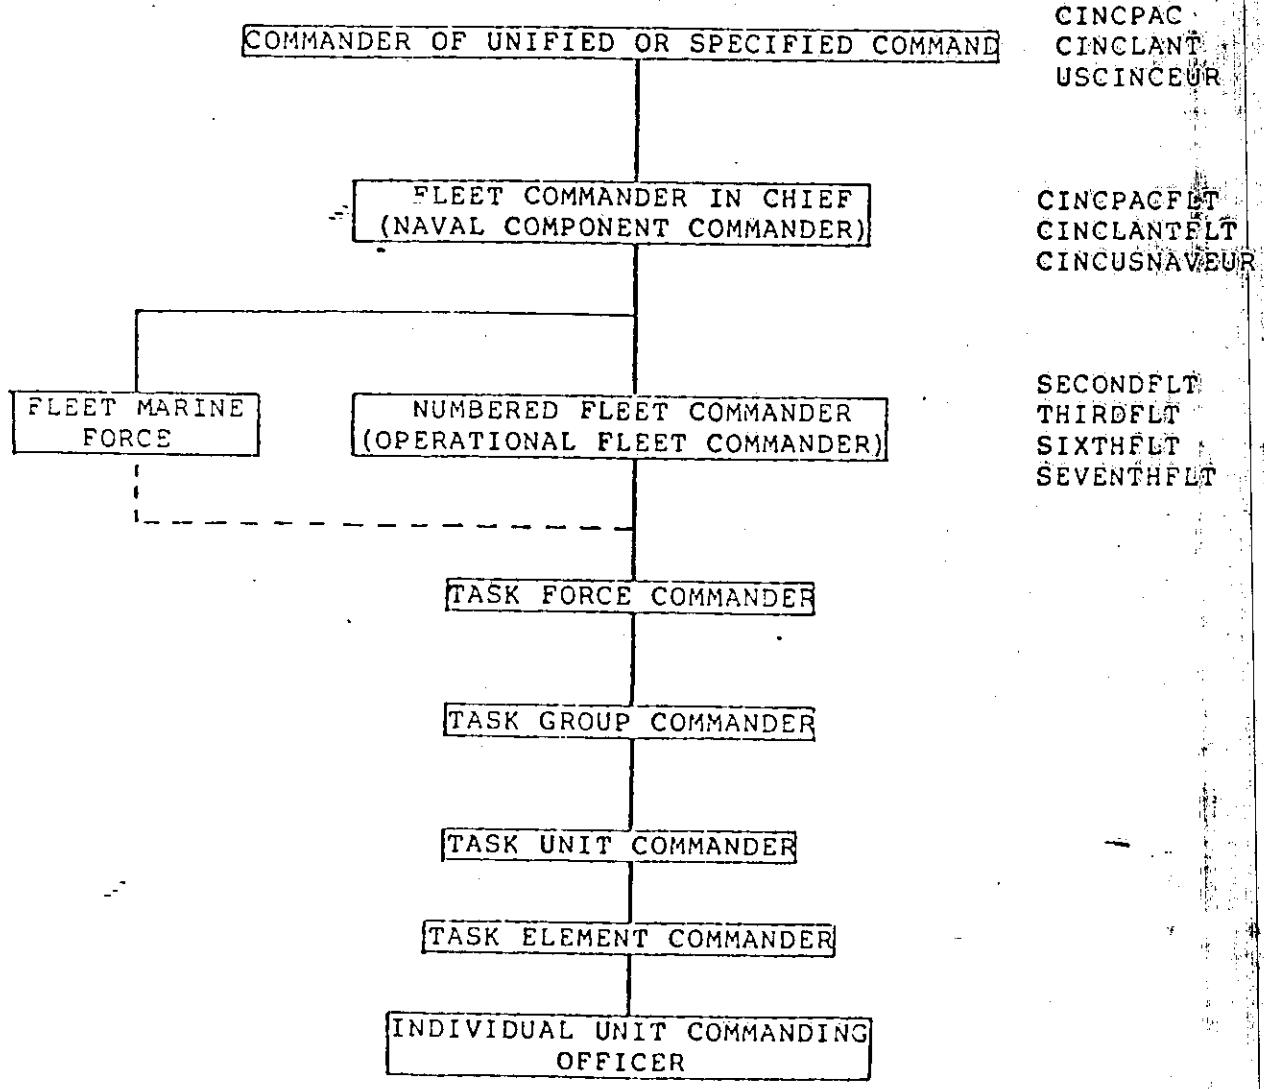 CINCPAC
COMMANDER OF UNIFIED OR SPECIFIED COMMAND
CINCLANT
USCINCEUR
FLEET COMMANDER IN CHIEF
(NAVAL COMPONENT COMMANDER)
CINCPACFLT
CINCLANTFLT
CINCUSNAVEUR
FLEET MARINE
FORCE
NUMBERED FLEET COMMANDER
(OPERATIONAL FLEET COMMANDER)
SECONDFLT
THIRDFLT
SIXTHFLT
SEVENTHFLT
TASK FORCE COMMANDER
TASK GROUP COMMANDER
TASK UNIT COMMANDER
TASK ELEMENT COMMANDER
INDIVIDUAL UNIT COMMANDING
OFFICER